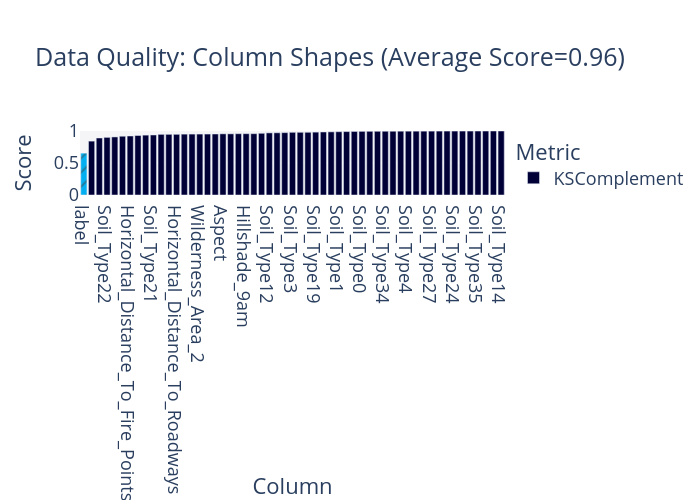 Data Quality: Column Shapes (Average Score=0.96)
Score
1
0.5
0
label
Soil_Type22
Horizontal_Distance_To_Fire_Points
Soil_Type21
Horizontal_Distance_To_Roadways
Wilderness_Area_2
Aspect
Hillshade_9am
Soil_Type12
Soil_Type3
Soil_Type19
Soil_Type1
Soil_Type0
Soil_Type34
Soil_Type4
Soil_Type27
Soil_Type24
Soil_Type35
Soil_Type14
Column
Metric
KSComplement